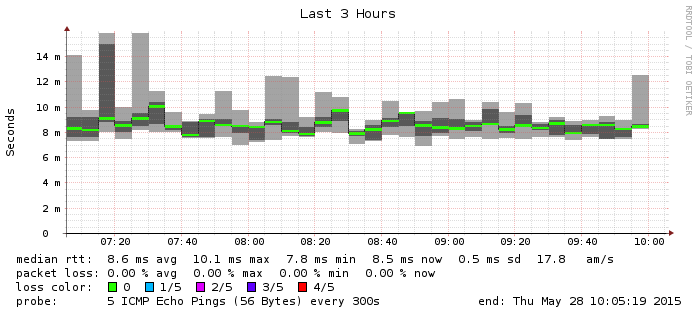 Last 3 Hours
RRDTOOL / TOBI OETIKER
Seconds
14 m
12 m
10 m
8 m
6 m
4 m
2 m
0
07:20 07:40 08:00 08:20 08:40 09:00 09:20 09:40 10:00
median rtt: 8.6 ms avg 10.1 ms max 7.8 ms min 8.5 ms now 0.5 ms sd 17.8 am/s
packet loss: 0.00 % avg 0.00 % max 0.00 % min 0.00 % now
loss color: 0 1/5 2/5 3/5 4/5
probe: 5 ICMP Echo Pings (56 Bytes) every 300s end: Thu May 28 10:05:19 2015